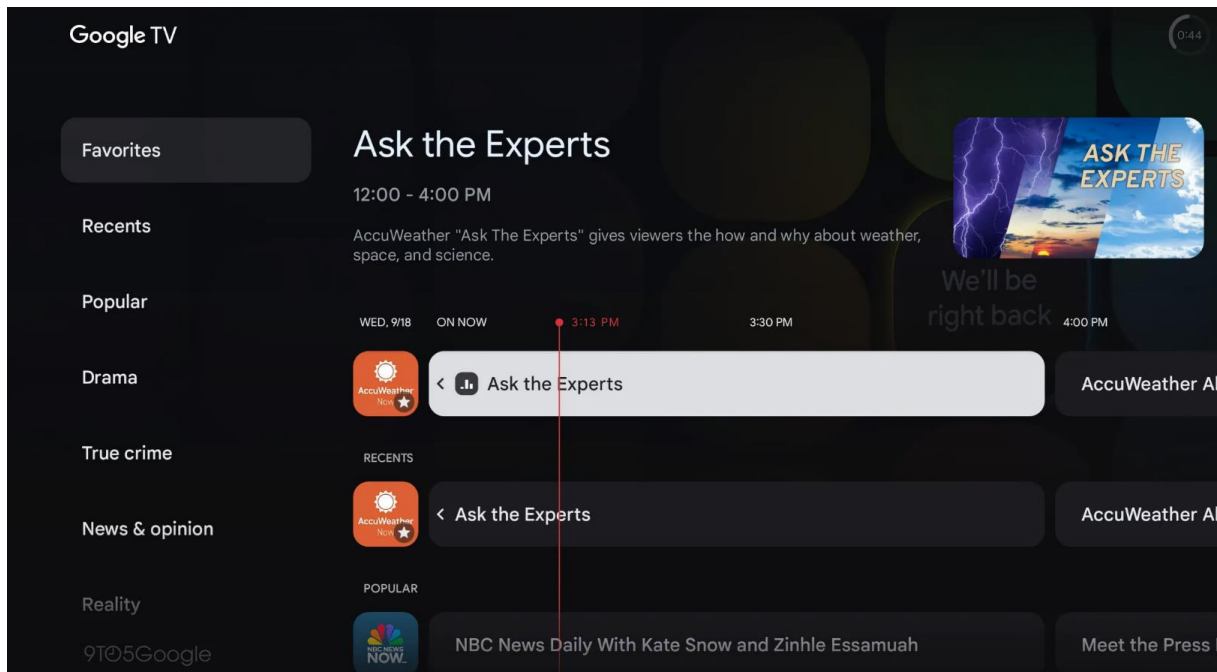 Google TV
0:44
Favorites
Recents
Popular
Drama
True crime
News & opinion
Reality
9TO5Google
Ask the Experts
12:00 - 4:00 PM
AccuWeather "Ask The Experts" gives viewers the how and why about weather,
space, and science.
ASK THE
EXPERTS
We'll be
right back
WED, 9/18 ON NOW 3:13 PM 3:30 PM 4:00 PM
AccuWeather
Now
Ask the Experts
AccuWeather Al
RECENTS
AccuWeather
Now
Ask the Experts
AccuWeather Al
POPULAR
NBC NEWS
NOW
NBC News Daily With Kate Snow and Zinhle Essamuah
Meet the Press